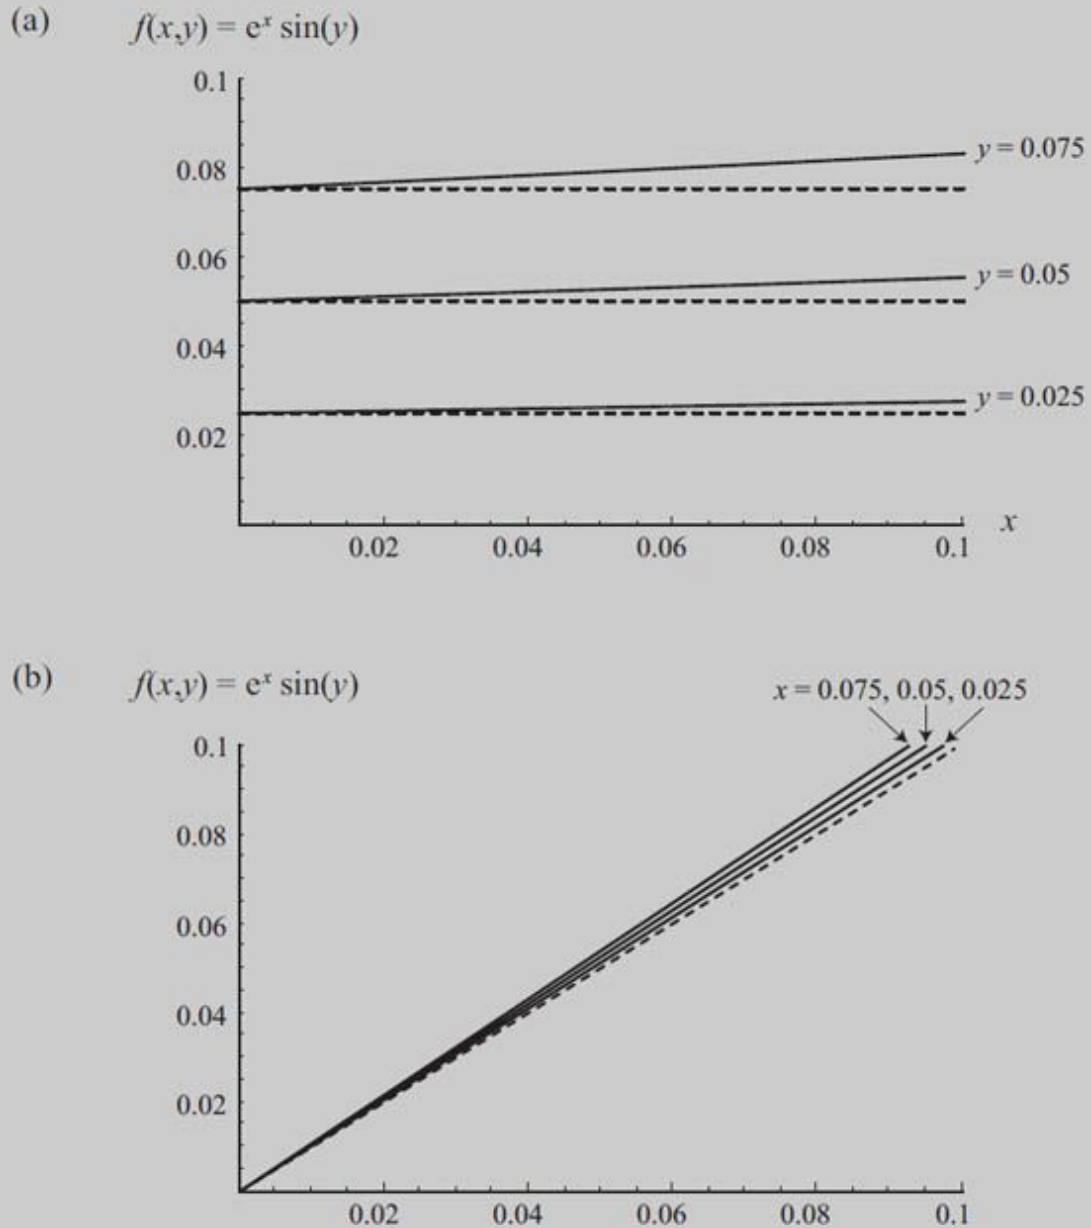 (a) f(x,y) = eˣ sin(y)
0.1
y = 0.075
0.08
0.06
y = 0.05
0.04
y = 0.025
0.02
x
0.02 0.04 0.06 0.08 0.1
(b) f(x,y) = eˣ sin(y)
x = 0.075, 0.05, 0.025
0.1
0.08
0.06
0.04
0.02
0.02 0.04 0.06 0.08 0.1